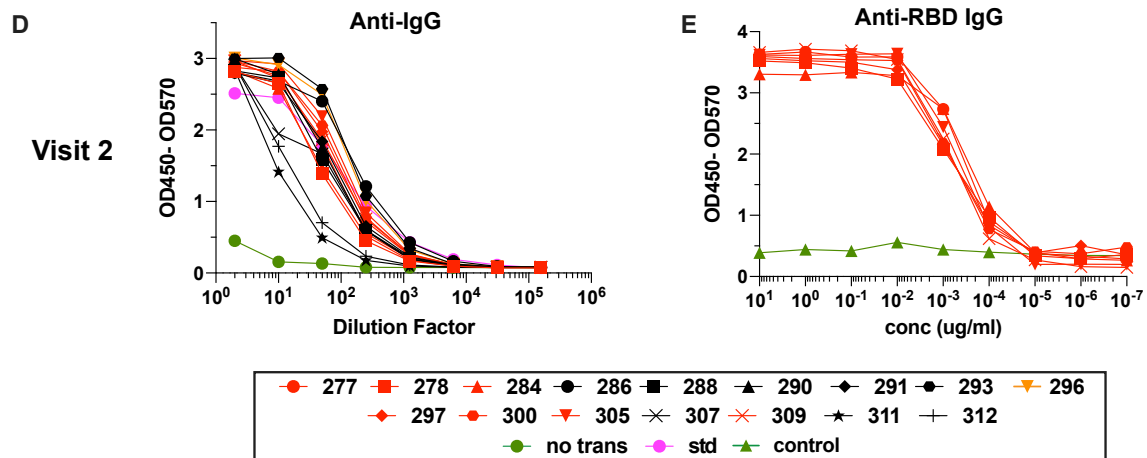 D
Anti-IgG
3
2
1
0
OD450- OD570
10⁰ 10¹ 10² 10³ 10⁴ 10⁵ 10⁶
Dilution Factor
Visit 2
E
Anti-RBD IgG
4
3
2
1
0
OD450- OD570
10¹ 10⁰ 10⁻¹ 10⁻² 10⁻³ 10⁻⁴ 10⁻⁵ 10⁻⁶ 10⁻⁷
conc (ug/ml)
277 278 284 286 288 290 291 293 296
297 300 305 307 309 311 312
no trans std control